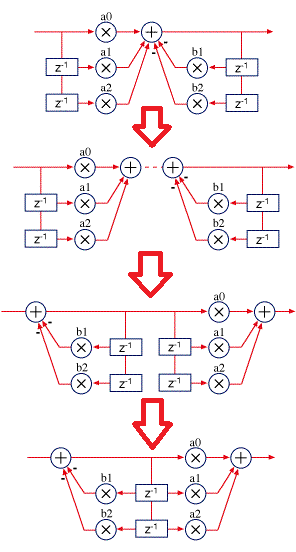 a0
a1 z⁻¹ b1 z⁻¹
a2 z⁻¹ b2 z⁻¹
a0
z⁻¹ a1 b1 z⁻¹
z⁻¹ a2 b2 z⁻¹
a0
b1 z⁻¹ z⁻¹ a1
b2 z⁻¹ z⁻¹ a2
a0
b1 z⁻¹ a1
b2 z⁻¹ a2